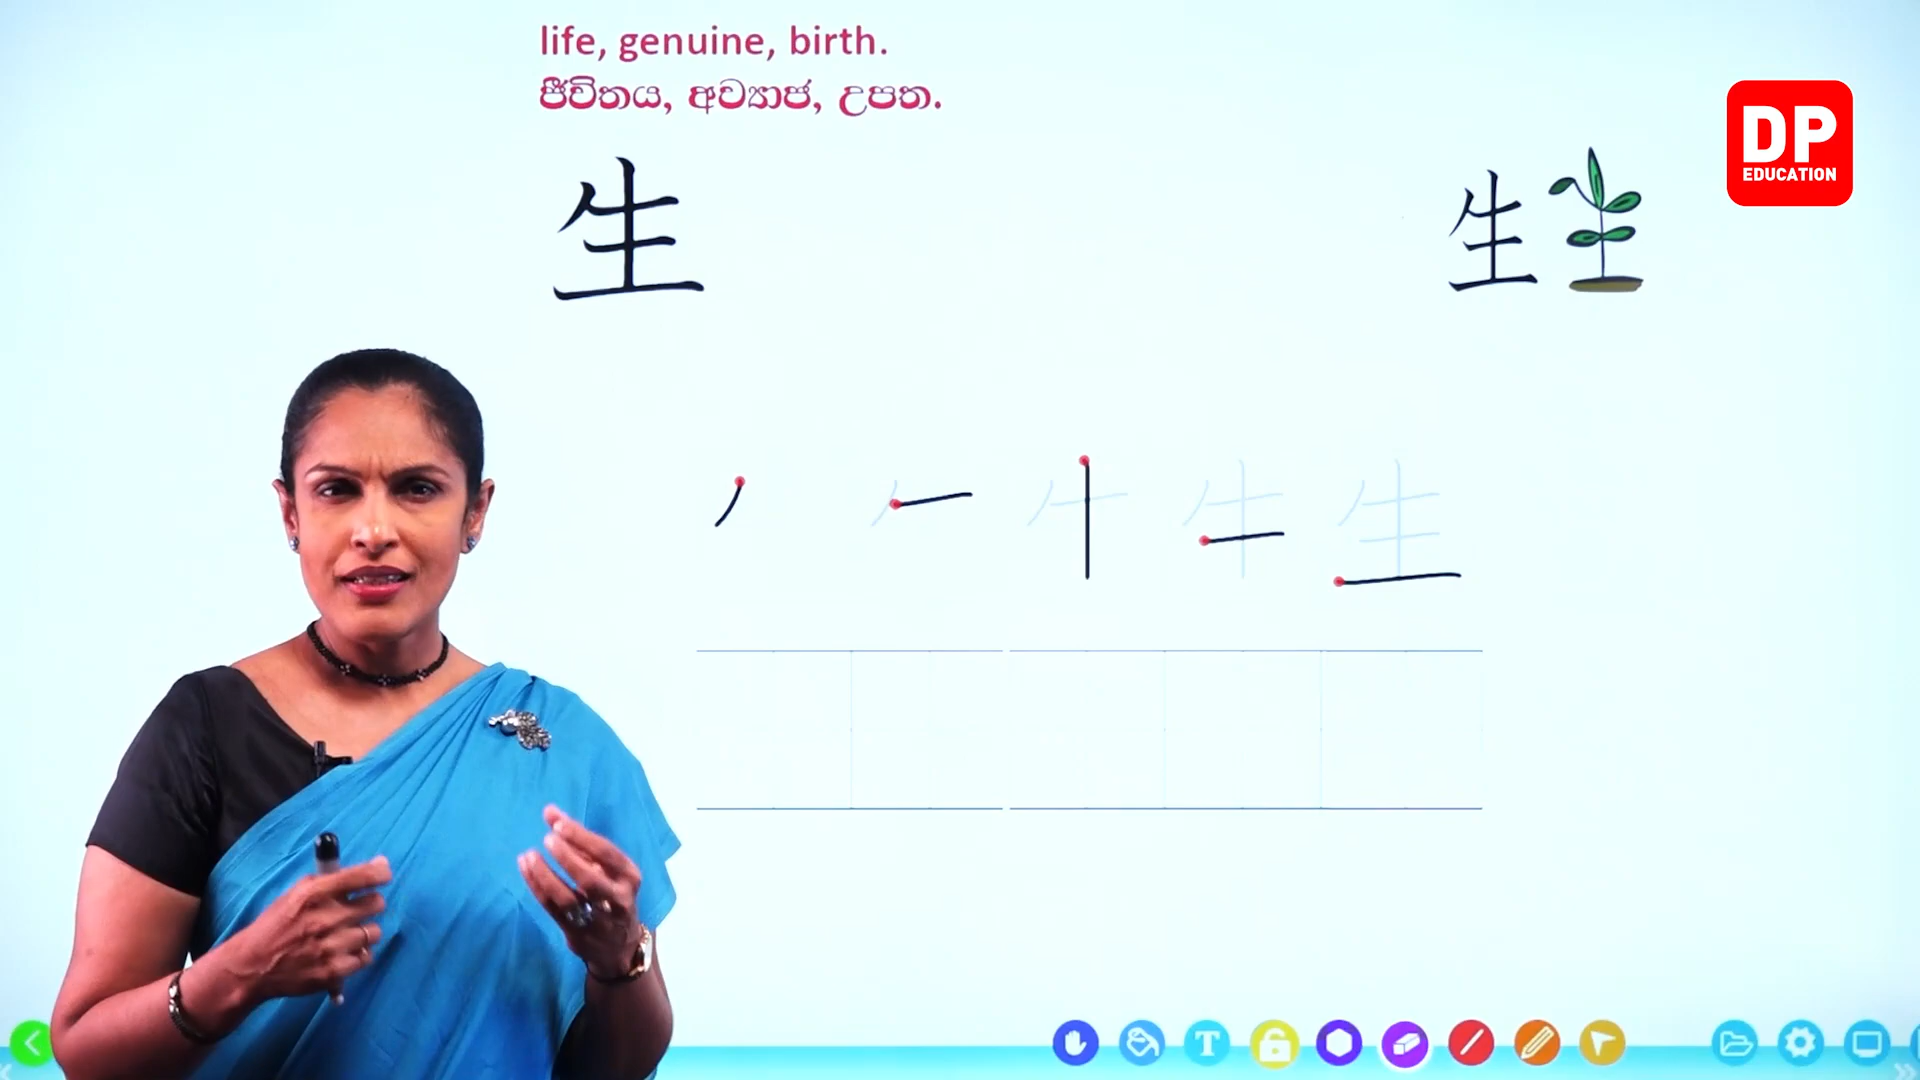 life, genuine, birth.
ජීවිතය, අව්‍යාජ, උපත.
生
生
DP
EDUCATION
T